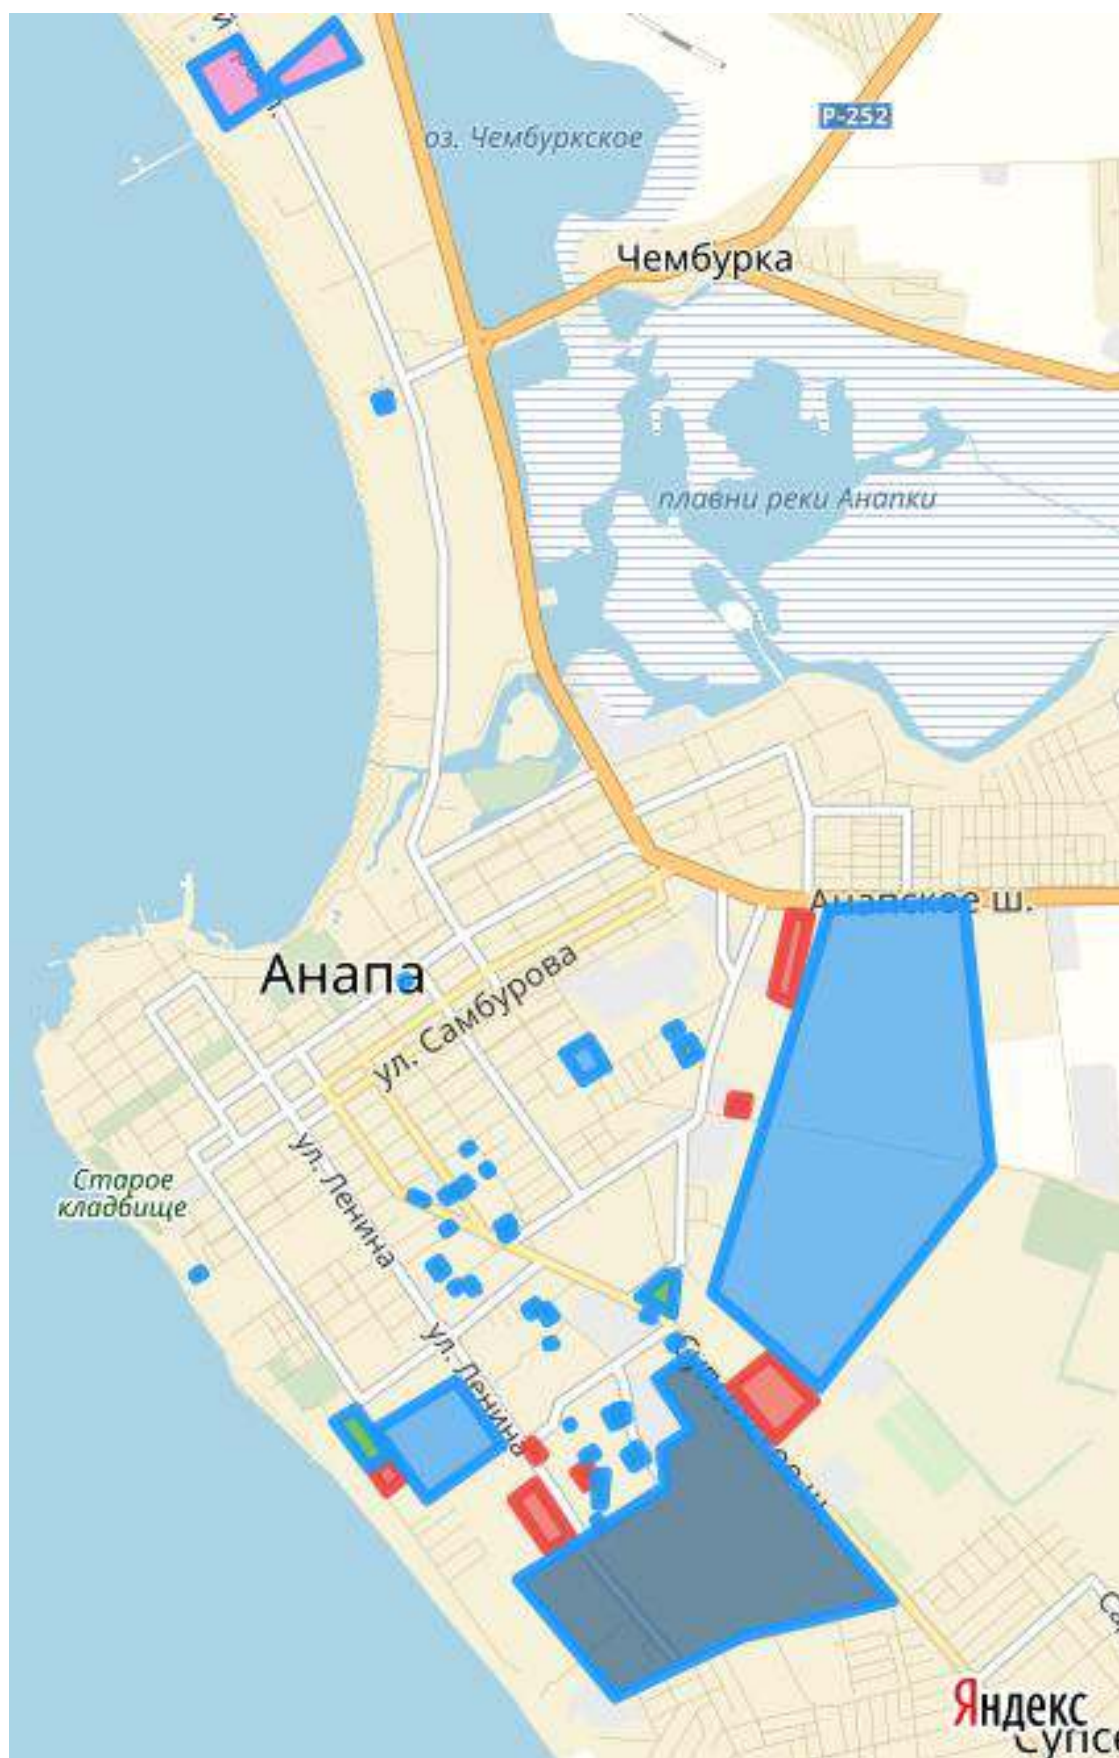 оз. Чембуркское
Р-252
Чембурка
плавни реки Анапки
Анапское ш.
Анапа
ул. Самбурова
Старое
кладбище
ул. Ленина
ул. Ленина
Яндекс